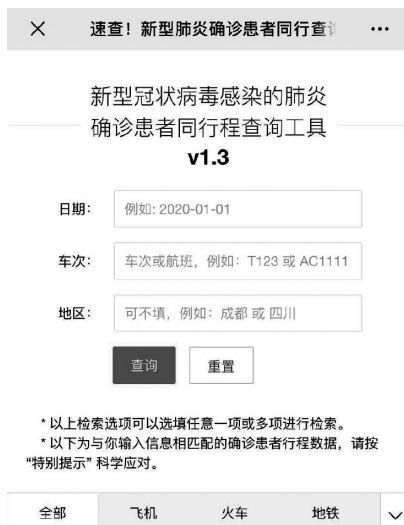 速查！新型肺炎确诊患者同行查
新型冠状病毒感染的肺炎
确诊患者同行程查询工具
v1.3
日期： 例如: 2020-01-01
车次： 车次或航班，例如：T123 或 AC1111
地区： 可不填，例如：成都 或 四川
查询 重置
* 以上检索选项可以选填任意一项或多项进行检索。
* 以下为与你输入信息相匹配的确诊患者行程数据，请按
“特别提示” 科学应对。
全部 飞机 火车 地铁